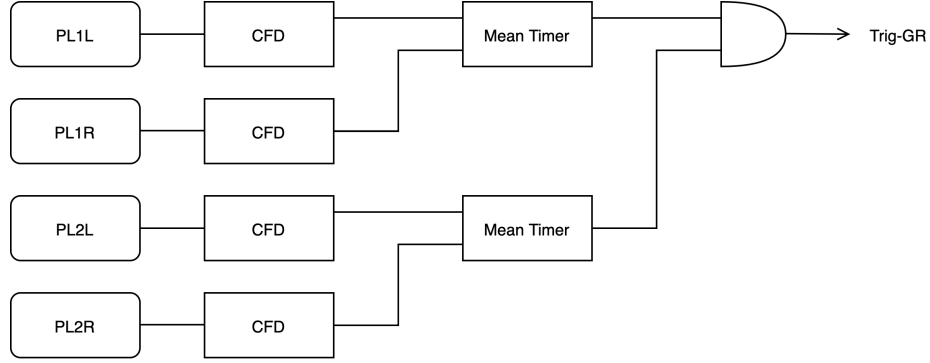 PL1L
CFD
Mean Timer
Trig-GR
PL1R
CFD
PL2L
CFD
Mean Timer
PL2R
CFD